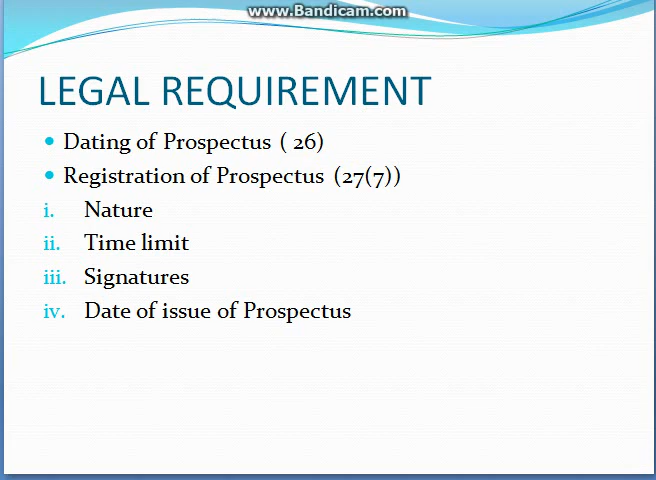 www.Bandicam.com
LEGAL REQUIREMENT
• Dating of Prospectus ( 26)
• Registration of Prospectus (27(7))
i. Nature
ii. Time limit
iii. Signatures
iv. Date of issue of Prospectus